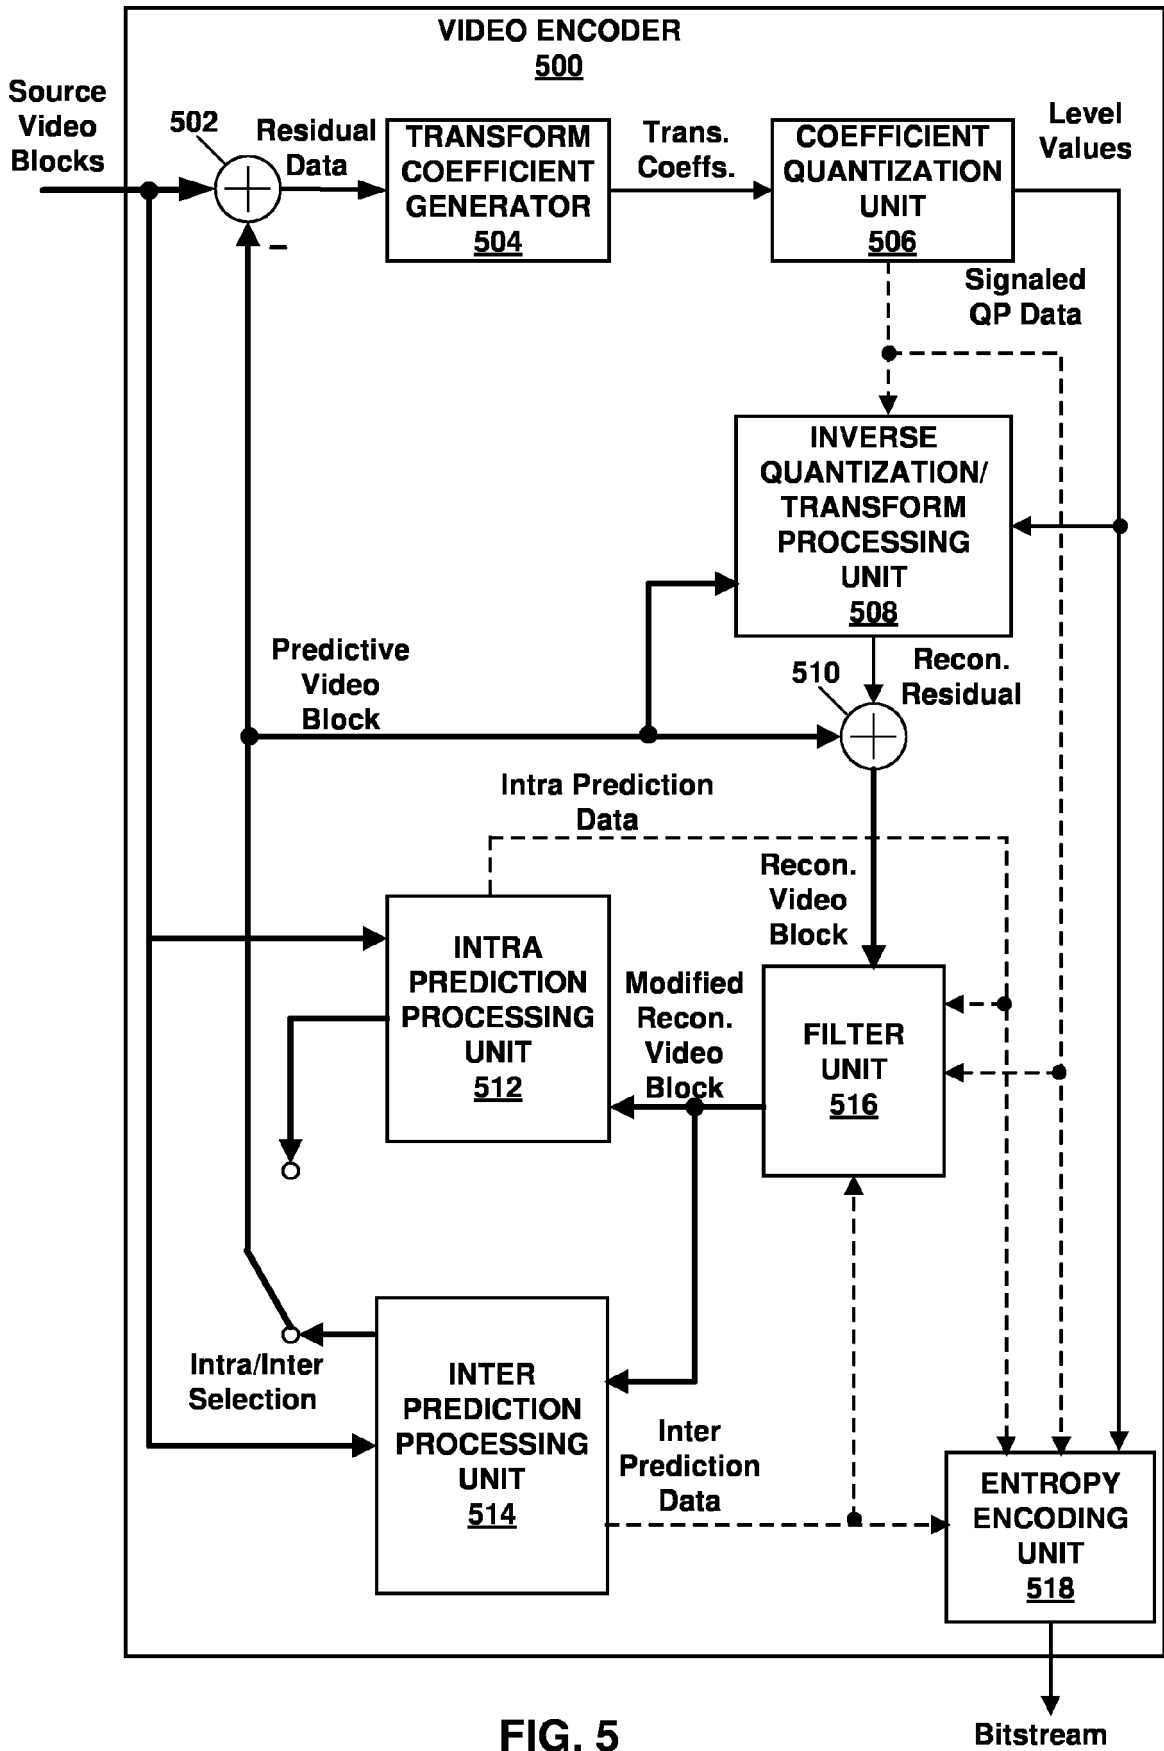 VIDEO ENCODER
500
Source
Video
Blocks
502
Residual
Data
TRANSFORM
COEFFICIENT
GENERATOR
504
Trans.
Coeffs.
COEFFICIENT
QUANTIZATION
UNIT
506
Level
Values
Signaled
QP Data
INVERSE
QUANTIZATION/
TRANSFORM
PROCESSING
UNIT
508
Predictive
Video
Block
510
Recon.
Residual
Intra Prediction
Data
Recon.
Video
Block
INTRA
PREDICTION
PROCESSING
UNIT
512
Modified
Recon.
Video
Block
FILTER
UNIT
516
Intra/Inter
Selection
INTER
PREDICTION
PROCESSING
UNIT
514
Inter
Prediction
Data
ENTROPY
ENCODING
UNIT
518
Bitstream
FIG. 5